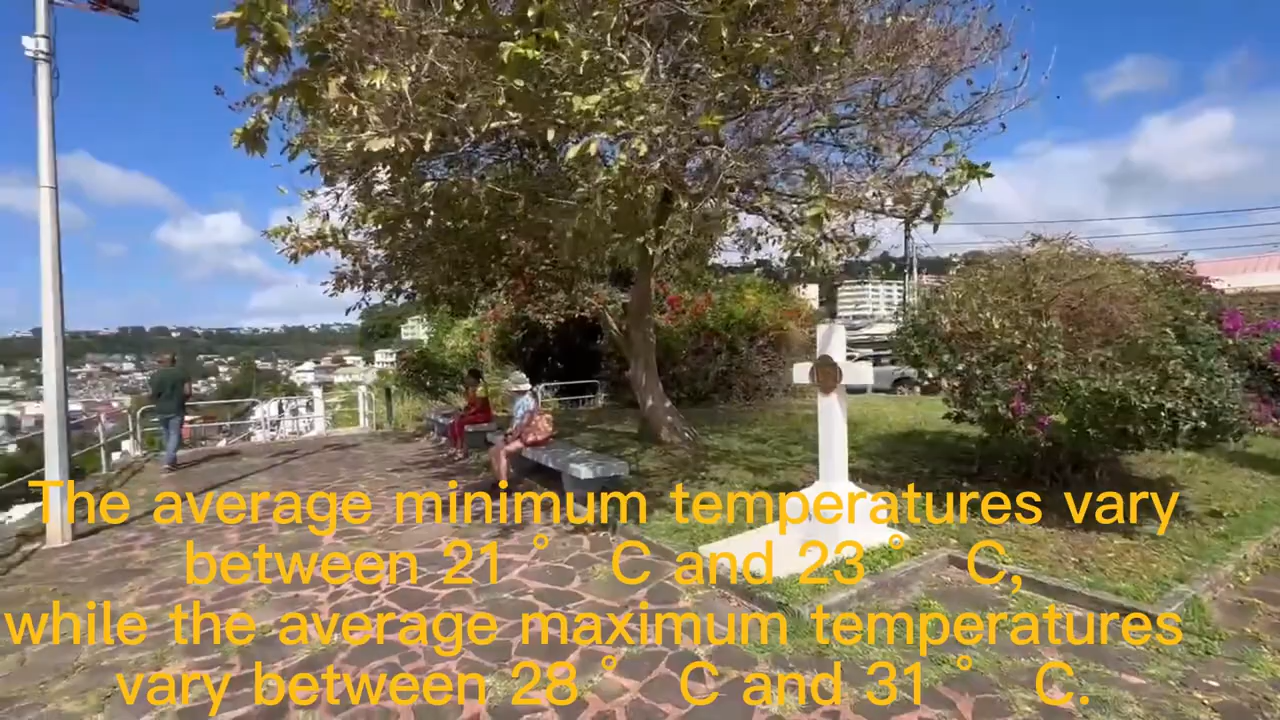 The average minimum temperatures vary
between 21 ° C and 23 ° C,
while the average maximum temperatures
vary between 28 ° C and 31 ° C.